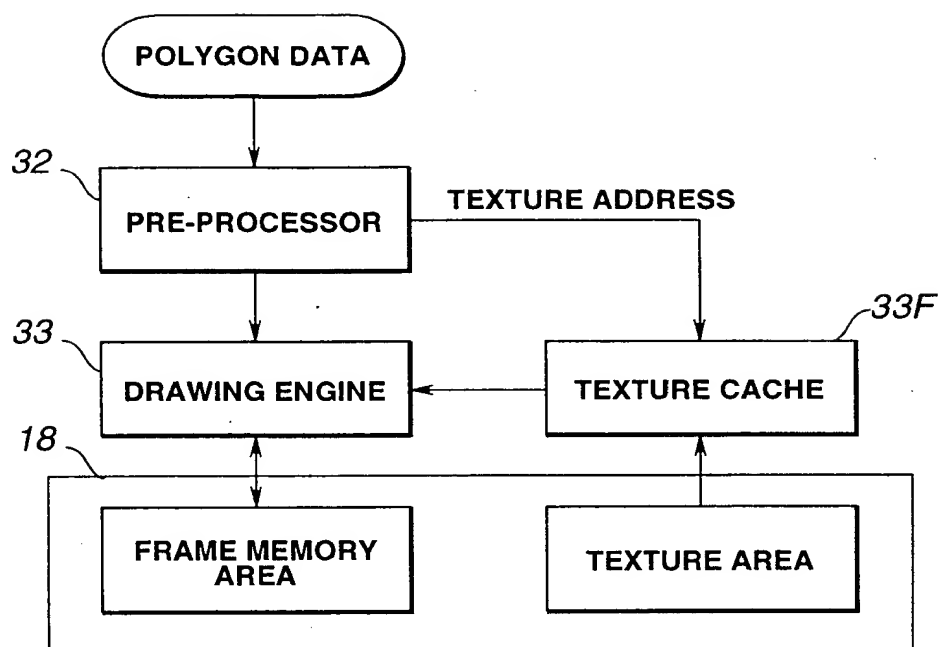 POLYGON DATA
32
PRE-PROCESSOR
TEXTURE ADDRESS
33
DRAWING ENGINE
33F
TEXTURE CACHE
18
FRAME MEMORY
AREA
TEXTURE AREA